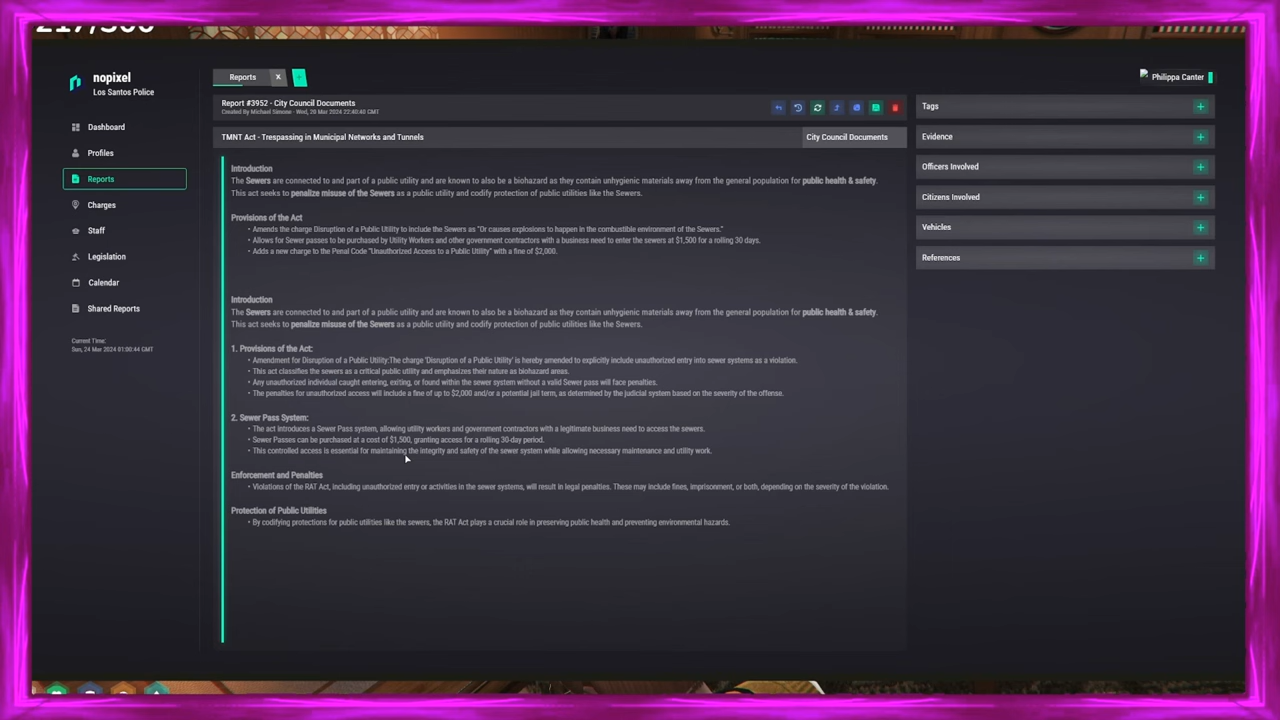 217/300
nopixel
Los Santos Police
Dashboard
Profiles
Reports
Charges
Staff
Legislation
Calendar
Shared Reports
Current Time:
Sun, 24 Mar 2024 01:00:44 GMT
Reports x +
Philippa Canter
Report #3952 - City Council Documents
Created By Michael Simone - Wed, 20 Mar 2024 22:40:40 GMT
TMNT Act - Trespassing in Municipal Networks and Tunnels
City Council Documents
Introduction
The Sewers are connected to and part of a public utility and are known to also be a biohazard as they contain unhygienic materials away from the general population for public health & safety.
This act seeks to penalize misuse of the Sewers as a public utility and codify protection of public utilities like the Sewers.
Provisions of the Act
• Amends the charge Disruption of a Public Utility to include the Sewers as "Or causes explosions to happen in the combustible environment of the Sewers."
• Allows for Sewer passes to be purchased by Utility Workers and other government contractors with a business need to enter the sewers at $1,500 for a rolling 30 days.
• Adds a new charge to the Penal Code "Unauthorized Access to a Public Utility" with a fine of $2,000.
Introduction
The Sewers are connected to and part of a public utility and are known to also be a biohazard as they contain unhygienic materials away from the general population for public health & safety.
This act seeks to penalize misuse of the Sewers as a public utility and codify protection of public utilities like the Sewers.
1. Provisions of the Act:
• Amendment for Disruption of a Public Utility:The charge 'Disruption of a Public Utility' is hereby amended to explicitly include unauthorized entry into sewer systems as a violation.
• This act classifies the sewers as a critical public utility and emphasizes their nature as biohazard areas.
• Any unauthorized individual caught entering, exiting, or found within the sewer system without a valid Sewer pass will face penalties.
• The penalties for unauthorized access will include a fine of up to $2,000 and/or a potential jail term, as determined by the judicial system based on the severity of the offense.
2. Sewer Pass System:
• The act introduces a Sewer Pass system, allowing utility workers and government contractors with a legitimate business need to access the sewers.
• Sewer Passes can be purchased at a cost of $1,500, granting access for a rolling 30-day period.
• This controlled access is essential for maintaining the integrity and safety of the sewer system while allowing necessary maintenance and utility work.
Enforcement and Penalties
• Violations of the RAT Act, including unauthorized entry or activities in the sewer systems, will result in legal penalties. These may include fines, imprisonment, or both, depending on the severity of the violation.
Protection of Public Utilities
• By codifying protections for public utilities like the sewers, the RAT Act plays a crucial role in preserving public health and preventing environmental hazards.
Tags
Evidence
Officers Involved
Citizens Involved
Vehicles
References